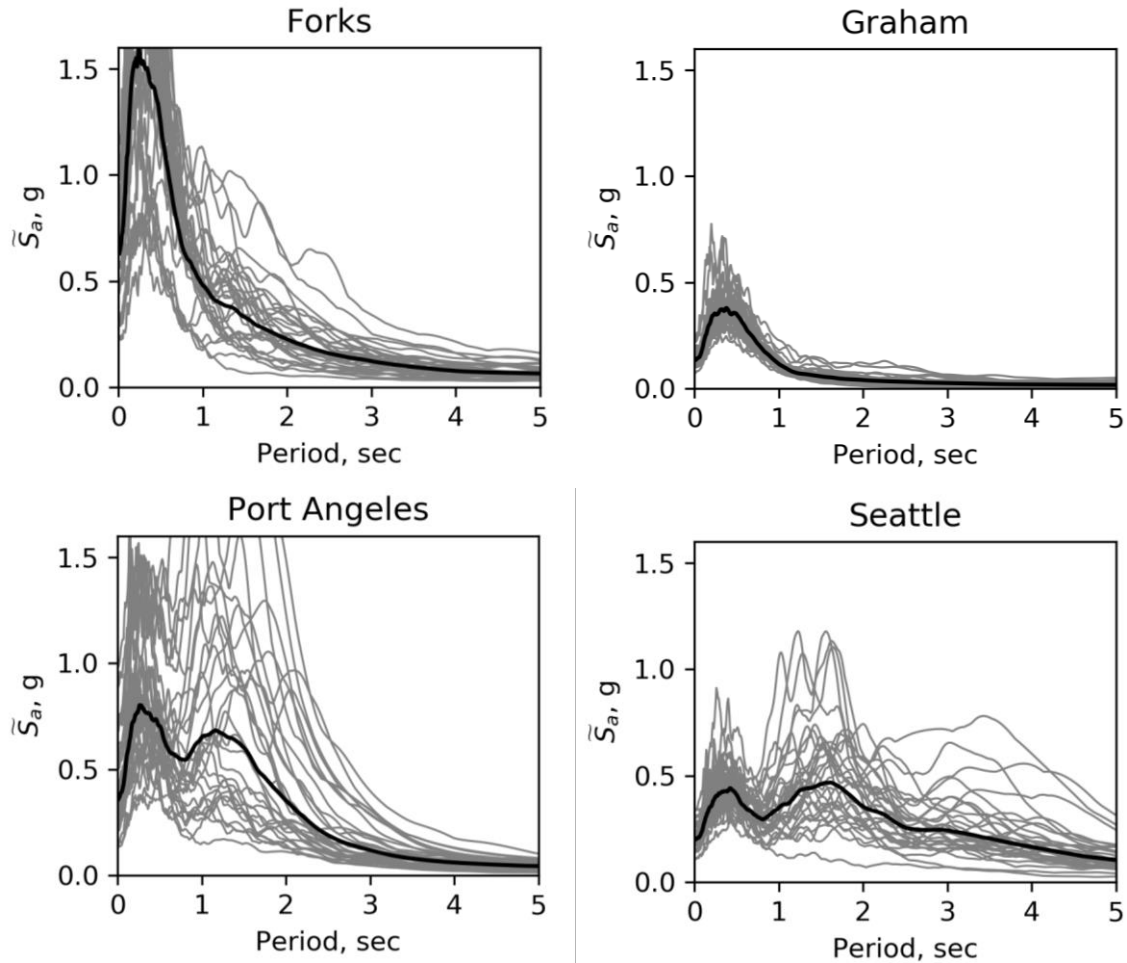 Forks
1.5
1.0
0.5
0.0
S̃a, g
0 1 2 3 4 5
Period, sec
Graham
1.5
1.0
0.5
0.0
S̃a, g
0 1 2 3 4 5
Period, sec
Port Angeles
1.5
1.0
0.5
0.0
S̃a, g
0 1 2 3 4 5
Period, sec
Seattle
1.5
1.0
0.5
0.0
S̃a, g
0 1 2 3 4 5
Period, sec